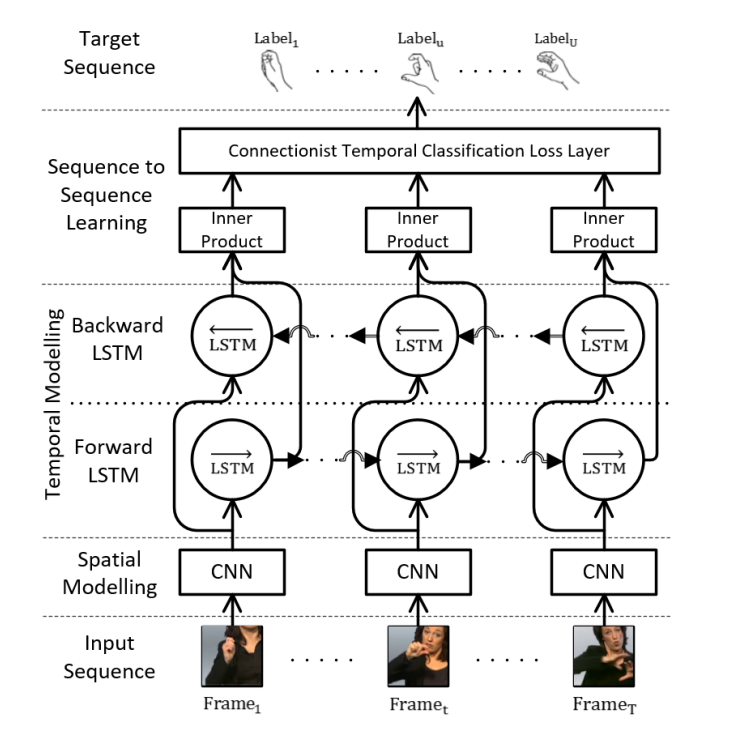 Target
Sequence
Label₁
Labelᵤ
Label_U
Connectionist Temporal Classification Loss Layer
Sequence to
Sequence
Learning
Inner
Product
Inner
Product
Inner
Product
Temporal Modelling
Backward
LSTM
LSTM
LSTM
LSTM
Forward
LSTM
LSTM
LSTM
LSTM
Spatial
Modelling
CNN
CNN
CNN
Input
Sequence
Frame₁
Frameₜ
Frame_T